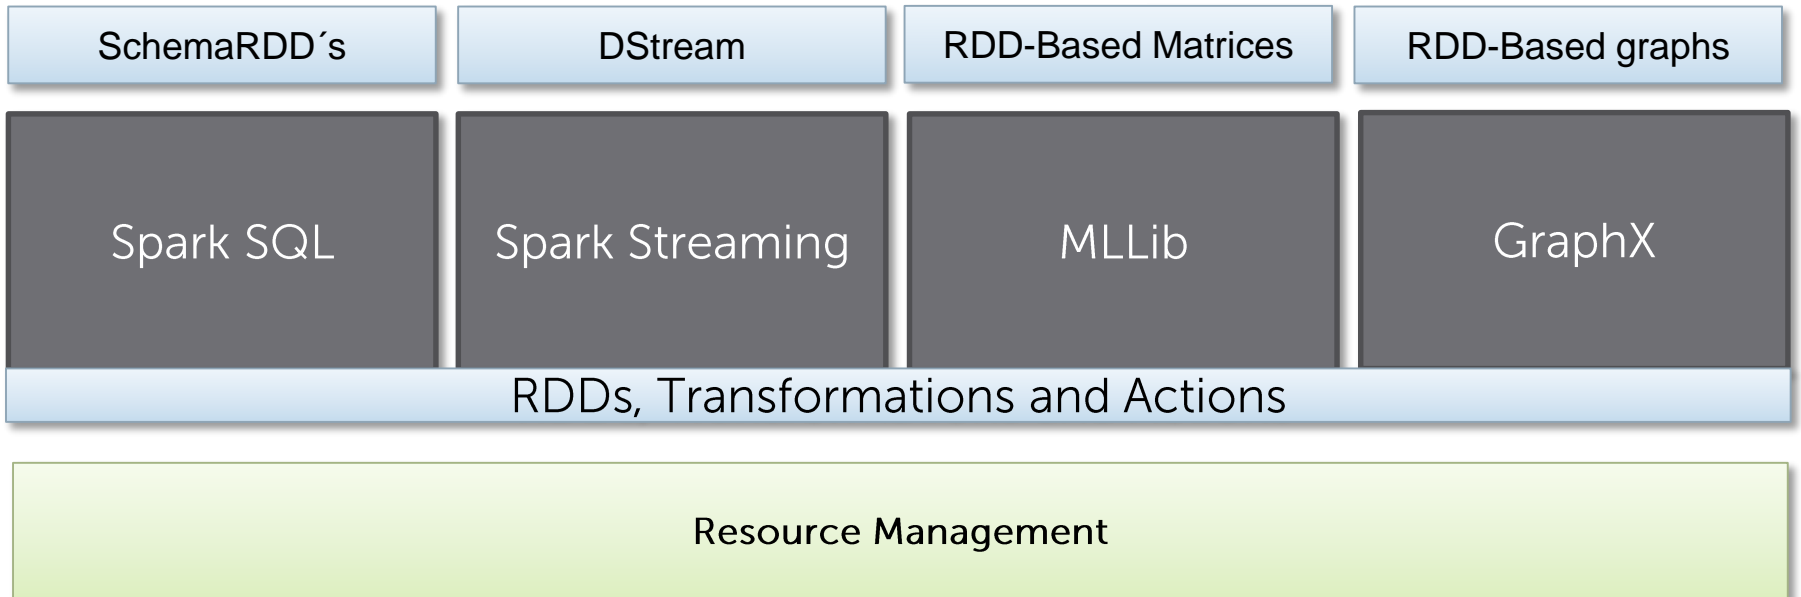 SchemaRDD´s
DStream
RDD-Based Matrices
RDD-Based graphs
Spark SQL
Spark Streaming
MLLib
GraphX
RDDs, Transformations and Actions
Resource Management